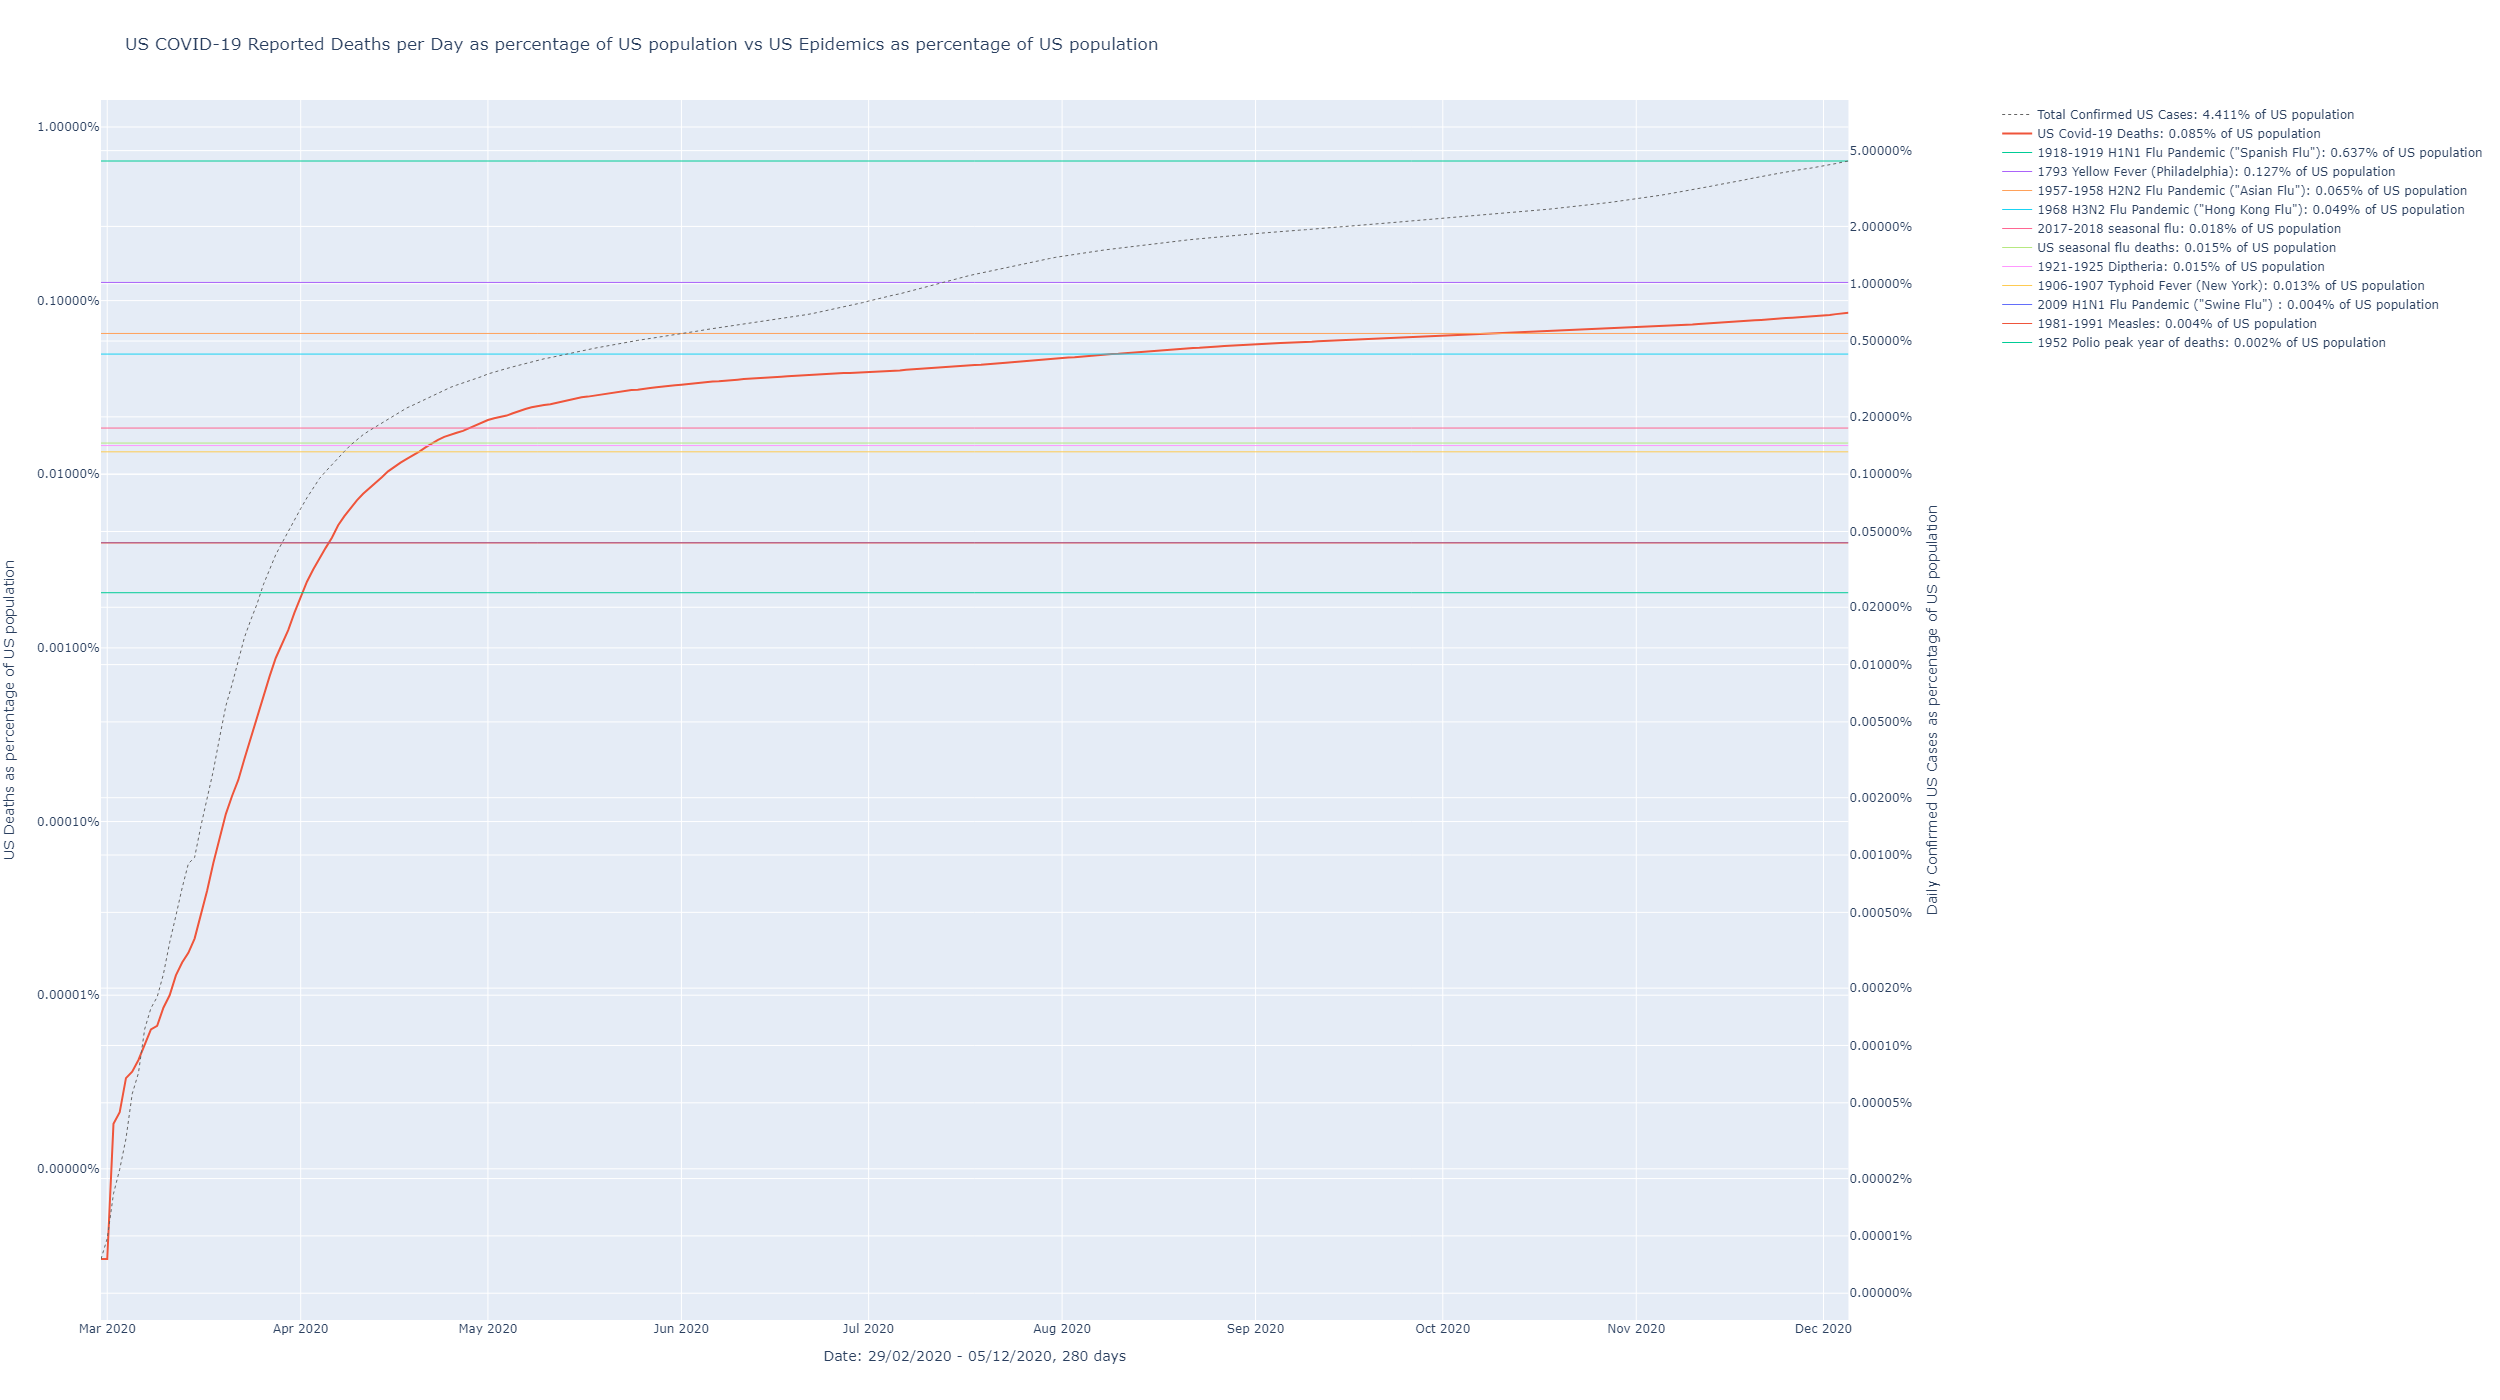 US COVID-19 Reported Deaths per Day as percentage of US population vs US Epidemics as percentage of US population
US Deaths as percentage of US population
1.00000%
0.10000%
0.01000%
0.00100%
0.00010%
0.00001%
0.00000%
5.00000%
2.00000%
1.00000%
0.50000%
0.20000%
0.10000%
0.05000%
0.02000%
0.01000%
0.00500%
0.00200%
0.00100%
0.00050%
0.00020%
0.00010%
0.00005%
0.00002%
0.00001%
0.00000%
Daily Confirmed US Cases as percentage of US population
Total Confirmed US Cases: 4.411% of US population
US Covid-19 Deaths: 0.085% of US population
1918-1919 H1N1 Flu Pandemic ("Spanish Flu"): 0.637% of US population
1793 Yellow Fever (Philadelphia): 0.127% of US population
1957-1958 H2N2 Flu Pandemic ("Asian Flu"): 0.065% of US population
1968 H3N2 Flu Pandemic ("Hong Kong Flu"): 0.049% of US population
2017-2018 seasonal flu: 0.018% of US population
US seasonal flu deaths: 0.015% of US population
1921-1925 Diptheria: 0.015% of US population
1906-1907 Typhoid Fever (New York): 0.013% of US population
2009 H1N1 Flu Pandemic ("Swine Flu") : 0.004% of US population
1981-1991 Measles: 0.004% of US population
1952 Polio peak year of deaths: 0.002% of US population
Mar 2020 Apr 2020 May 2020 Jun 2020 Jul 2020 Aug 2020 Sep 2020 Oct 2020 Nov 2020 Dec 2020
Date: 29/02/2020 - 05/12/2020, 280 days